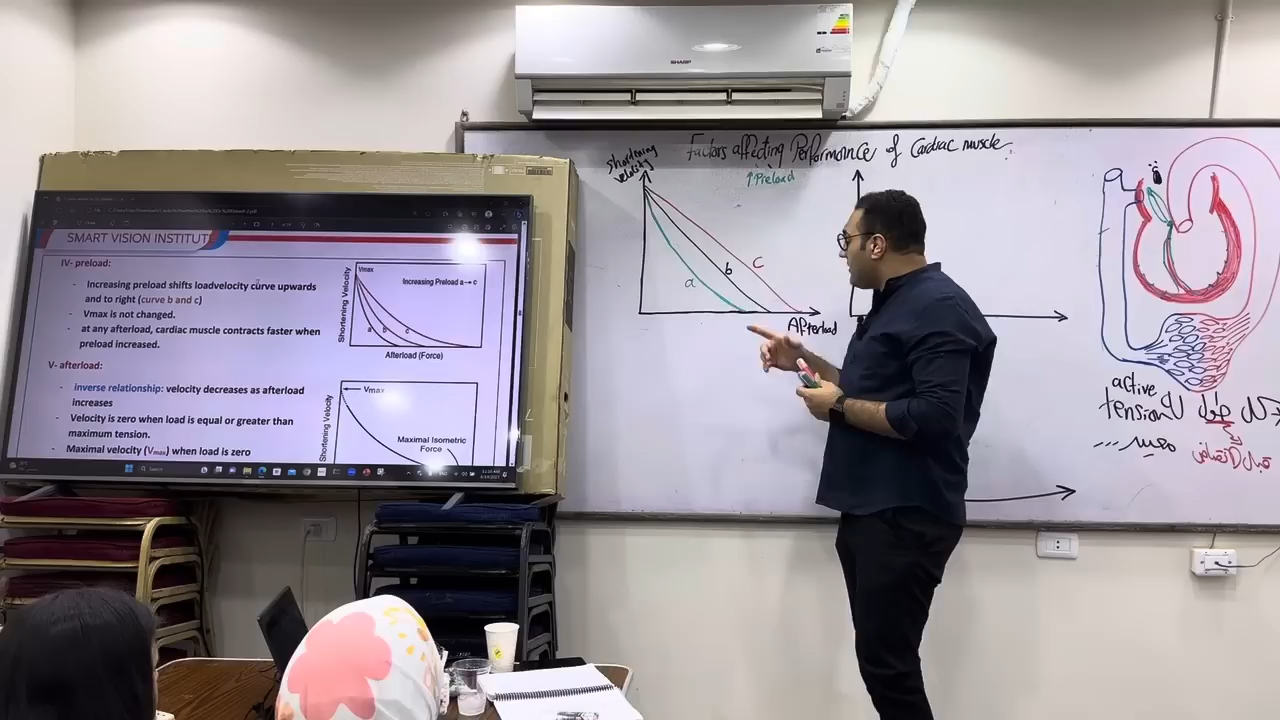 SHARP
SMART VISION INSTITUT
IV- preload:
- Increasing preload shifts loadvelocity curve upwards
and to right (curve b and c)
- Vmax is not changed.
- at any afterload, cardiac muscle contracts faster when
preload increased.
V- afterload:
- inverse relationship: velocity decreases as afterload
increases
- Velocity is zero when load is equal or greater than
maximum tension.
- Maximal velocity (Vmax) when load is zero
Shortening Velocity
Vmax
Increasing Preload a→ c
a
b
c
Afterload (Force)
Shortening Velocity
Vmax
Maximal Isometric
Force
Search
Factors affecting Performance of Cardiac muscle
↑Preload
shortening
velocity
a
b
c
Afterload
active
tension